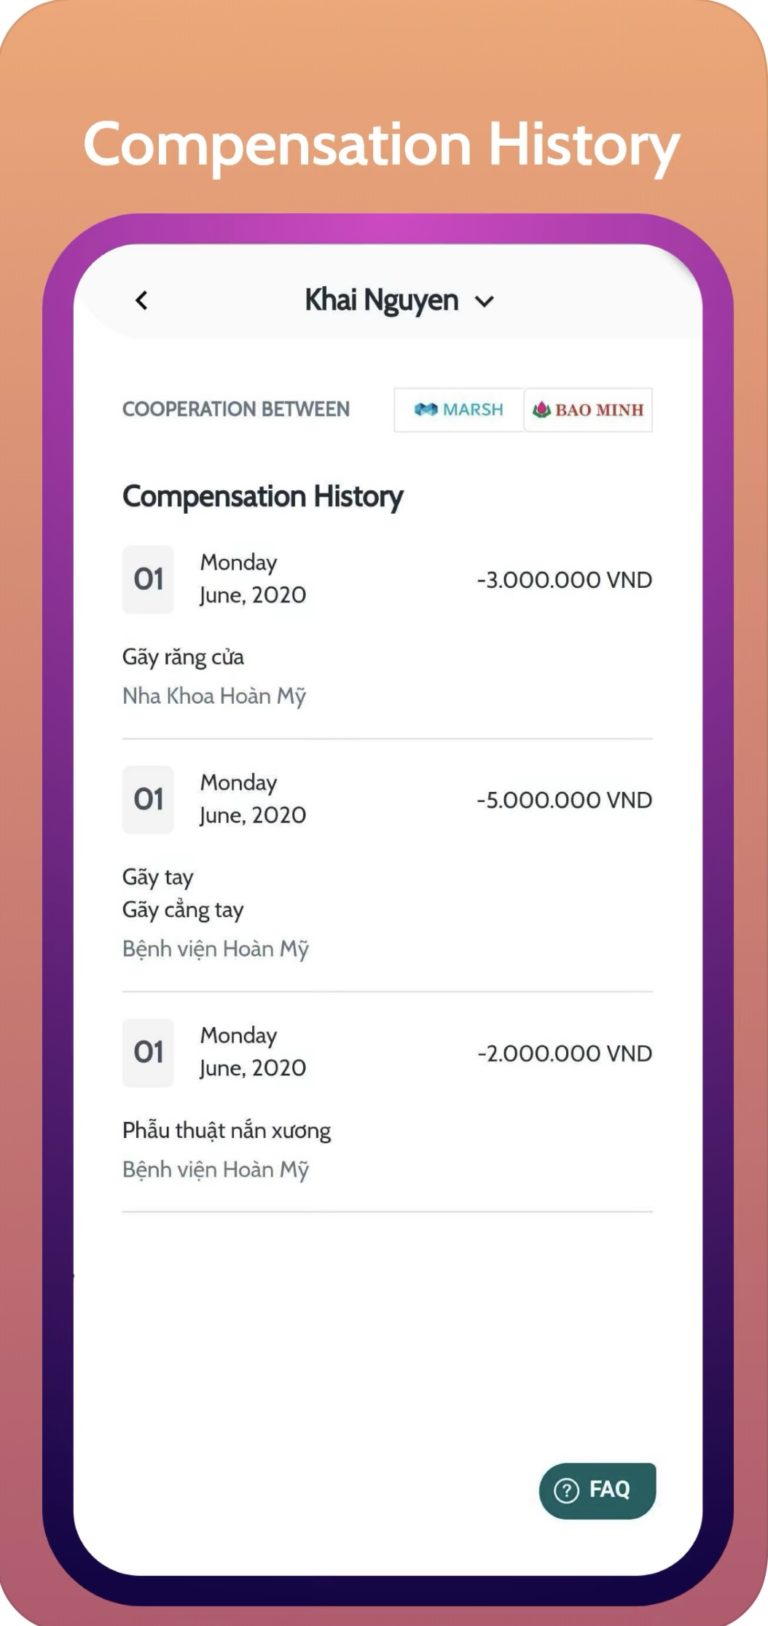 Compensation History
Khai Nguyen
COOPERATION BETWEEN
MARSH
BAO MINH
Compensation History
01
Monday
June, 2020
-3.000.000 VND
Gãy răng cửa
Nha Khoa Hoàn Mỹ
01
Monday
June, 2020
-5.000.000 VND
Gãy tay
Gãy cẳng tay
Bệnh viện Hoàn Mỹ
01
Monday
June, 2020
-2.000.000 VND
Phẫu thuật nắn xương
Bệnh viện Hoàn Mỹ
? FAQ